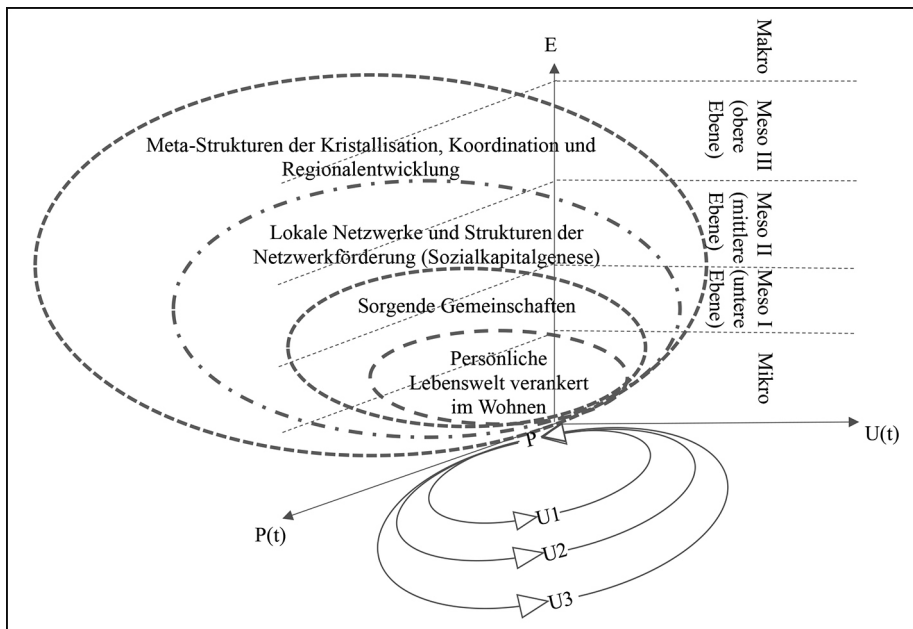 E
Makro
Meso III
(obere
Ebene)
Meta-Strukturen der Kristallisation, Koordination und
Regionalentwicklung
Meso II
(mittlere
Ebene)
Lokale Netzwerke und Strukturen der
Netzwerkförderung (Sozialkapitalgenese)
Meso I
(untere
Ebene)
Sorgende Gemeinschaften
Persönliche
Lebenswelt verankert
im Wohnen
Mikro
P
U(t)
P(t)
U1
U2
U3